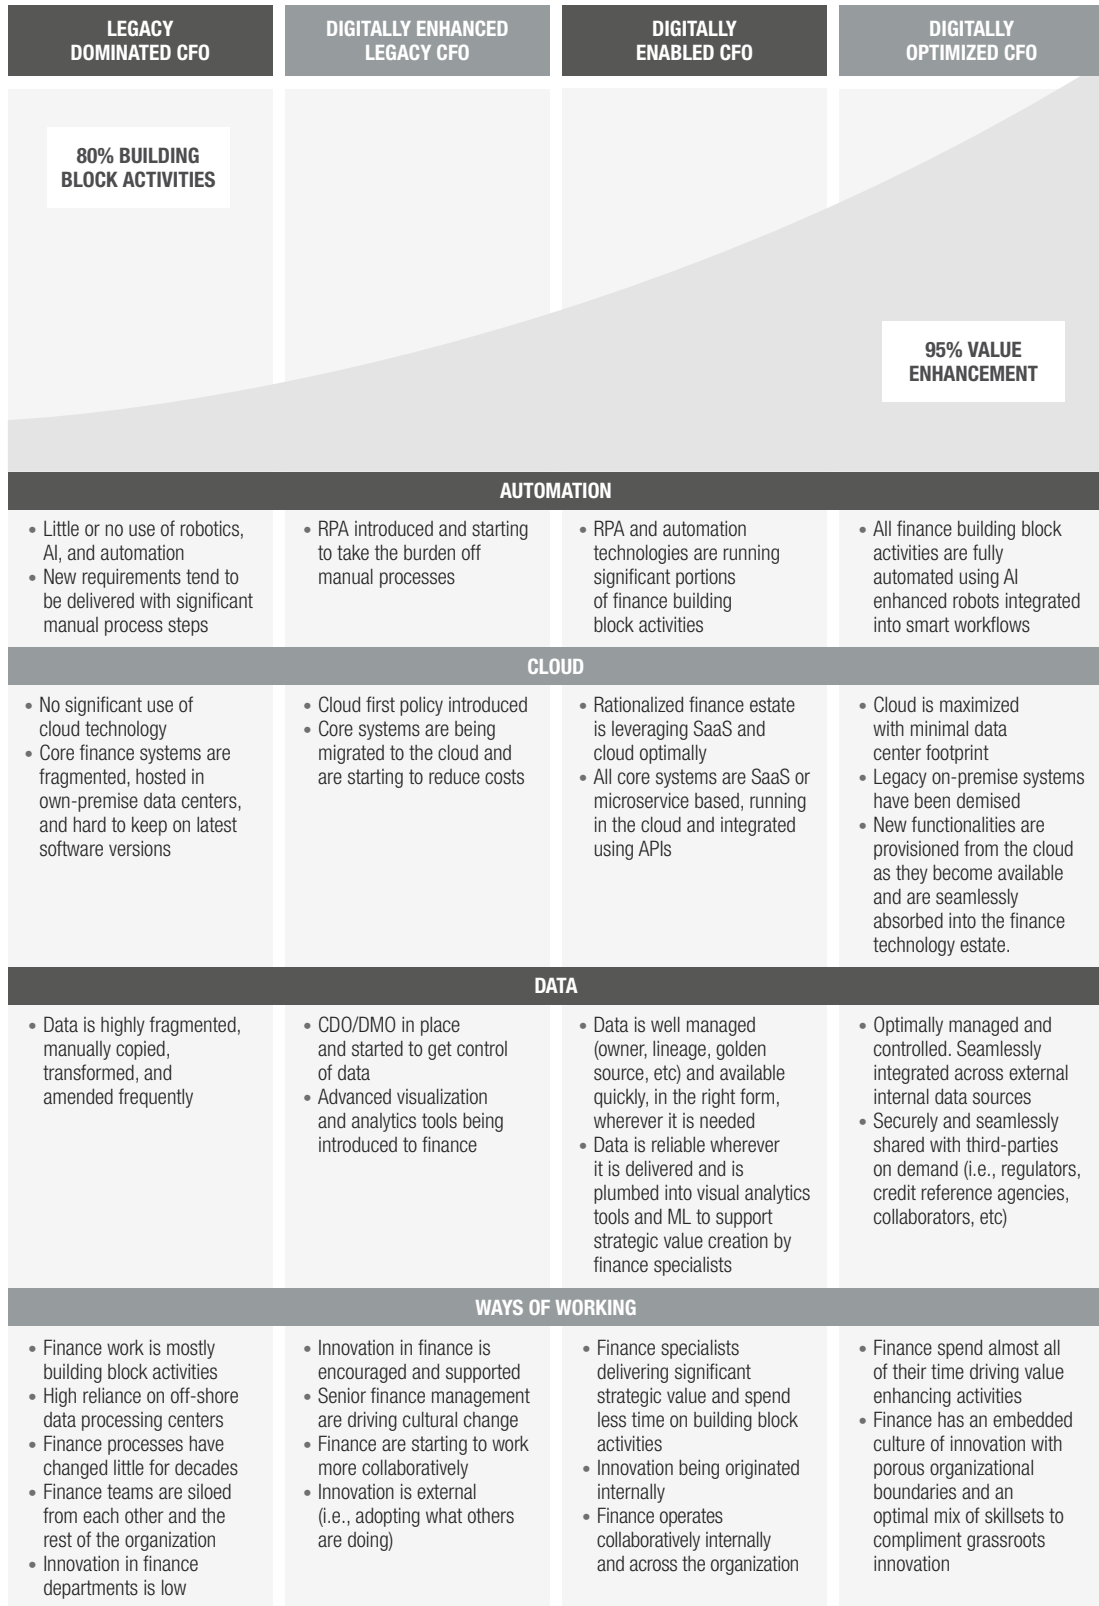 LEGACY
DOMINATED CFO
DIGITALLY ENHANCED
LEGACY CFO
DIGITALLY
ENABLED CFO
DIGITALLY
OPTIMIZED CFO
80% BUILDING
BLOCK ACTIVITIES
95% VALUE
ENHANCEMENT
AUTOMATION
• Little or no use of robotics,
AI, and automation
• New requirements tend to
be delivered with significant
manual process steps
• RPA introduced and starting
to take the burden off
manual processes
• RPA and automation
technologies are running
significant portions
of finance building
block activities
• All finance building block
activities are fully
automated using AI
enhanced robots integrated
into smart workflows
CLOUD
• No significant use of
cloud technology
• Core finance systems are
fragmented, hosted in
own-premise data centers,
and hard to keep on latest
software versions
• Cloud first policy introduced
• Core systems are being
migrated to the cloud and
are starting to reduce costs
• Rationalized finance estate
is leveraging SaaS and
cloud optimally
• All core systems are SaaS or
microservice based, running
in the cloud and integrated
using APIs
• Cloud is maximized
with minimal data
center footprint
• Legacy on-premise systems
have been demised
• New functionalities are
provisioned from the cloud
as they become available
and are seamlessly
absorbed into the finance
technology estate.
DATA
• Data is highly fragmented,
manually copied,
transformed, and
amended frequently
• CDO/DMO in place
and started to get control
of data
• Advanced visualization
and analytics tools being
introduced to finance
• Data is well managed
(owner, lineage, golden
source, etc) and available
quickly, in the right form,
wherever it is needed
• Data is reliable wherever
it is delivered and is
plumbed into visual analytics
tools and ML to support
strategic value creation by
finance specialists
• Optimally managed and
controlled. Seamlessly
integrated across external
internal data sources
• Securely and seamlessly
shared with third-parties
on demand (i.e., regulators,
credit reference agencies,
collaborators, etc)
WAYS OF WORKING
• Finance work is mostly
building block activities
• High reliance on off-shore
data processing centers
• Finance processes have
changed little for decades
• Finance teams are siloed
from each other and the
rest of the organization
• Innovation in finance
departments is low
• Innovation in finance is
encouraged and supported
• Senior finance management
are driving cultural change
• Finance are starting to work
more collaboratively
• Innovation is external
(i.e., adopting what others
are doing)
• Finance specialists
delivering significant
strategic value and spend
less time on building block
activities
• Innovation being originated
internally
• Finance operates
collaboratively internally
and across the organization
• Finance spend almost all
of their time driving value
enhancing activities
• Finance has an embedded
culture of innovation with
porous organizational
boundaries and an
optimal mix of skillsets to
compliment grassroots
innovation